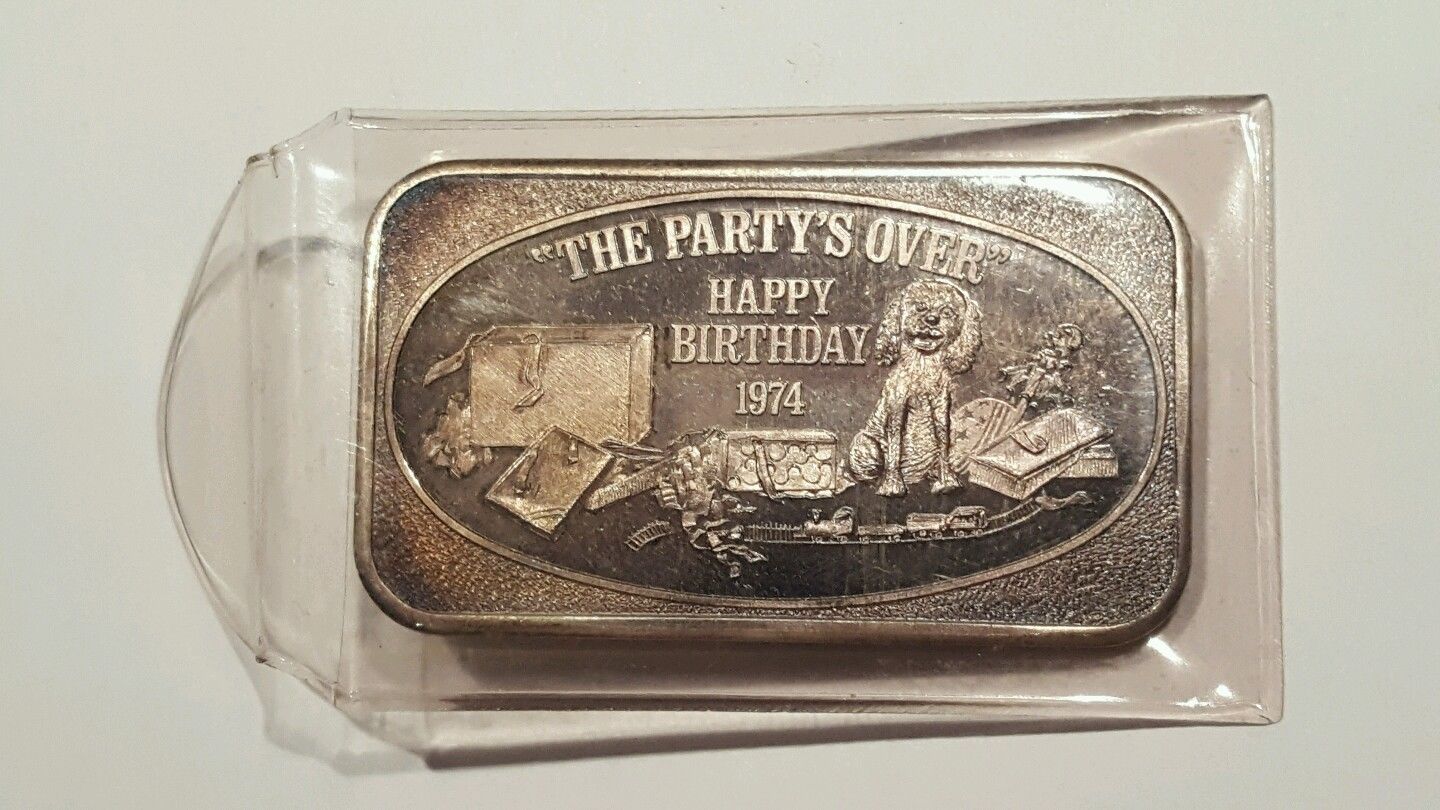 “THE PARTY’S OVER”
HAPPY
BIRTHDAY
1974